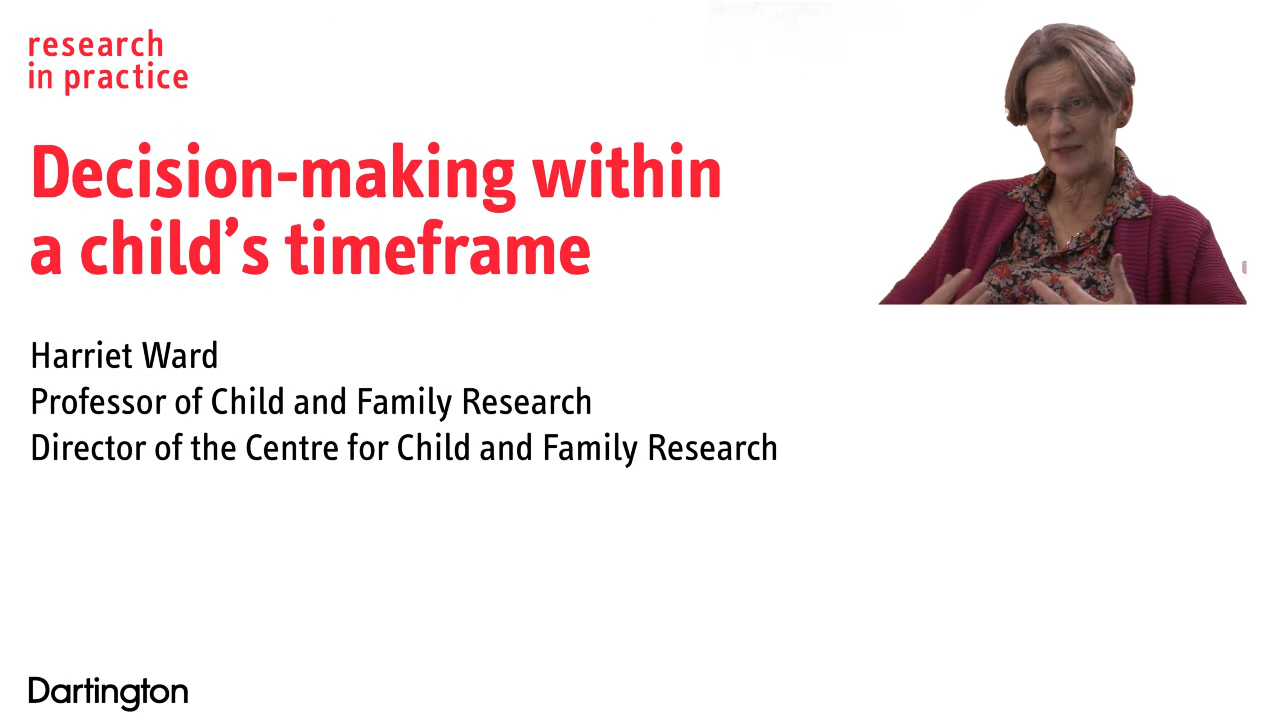 research
in practice
Decision-making within
a child’s timeframe
Harriet Ward
Professor of Child and Family Research
Director of the Centre for Child and Family Research
Dartington